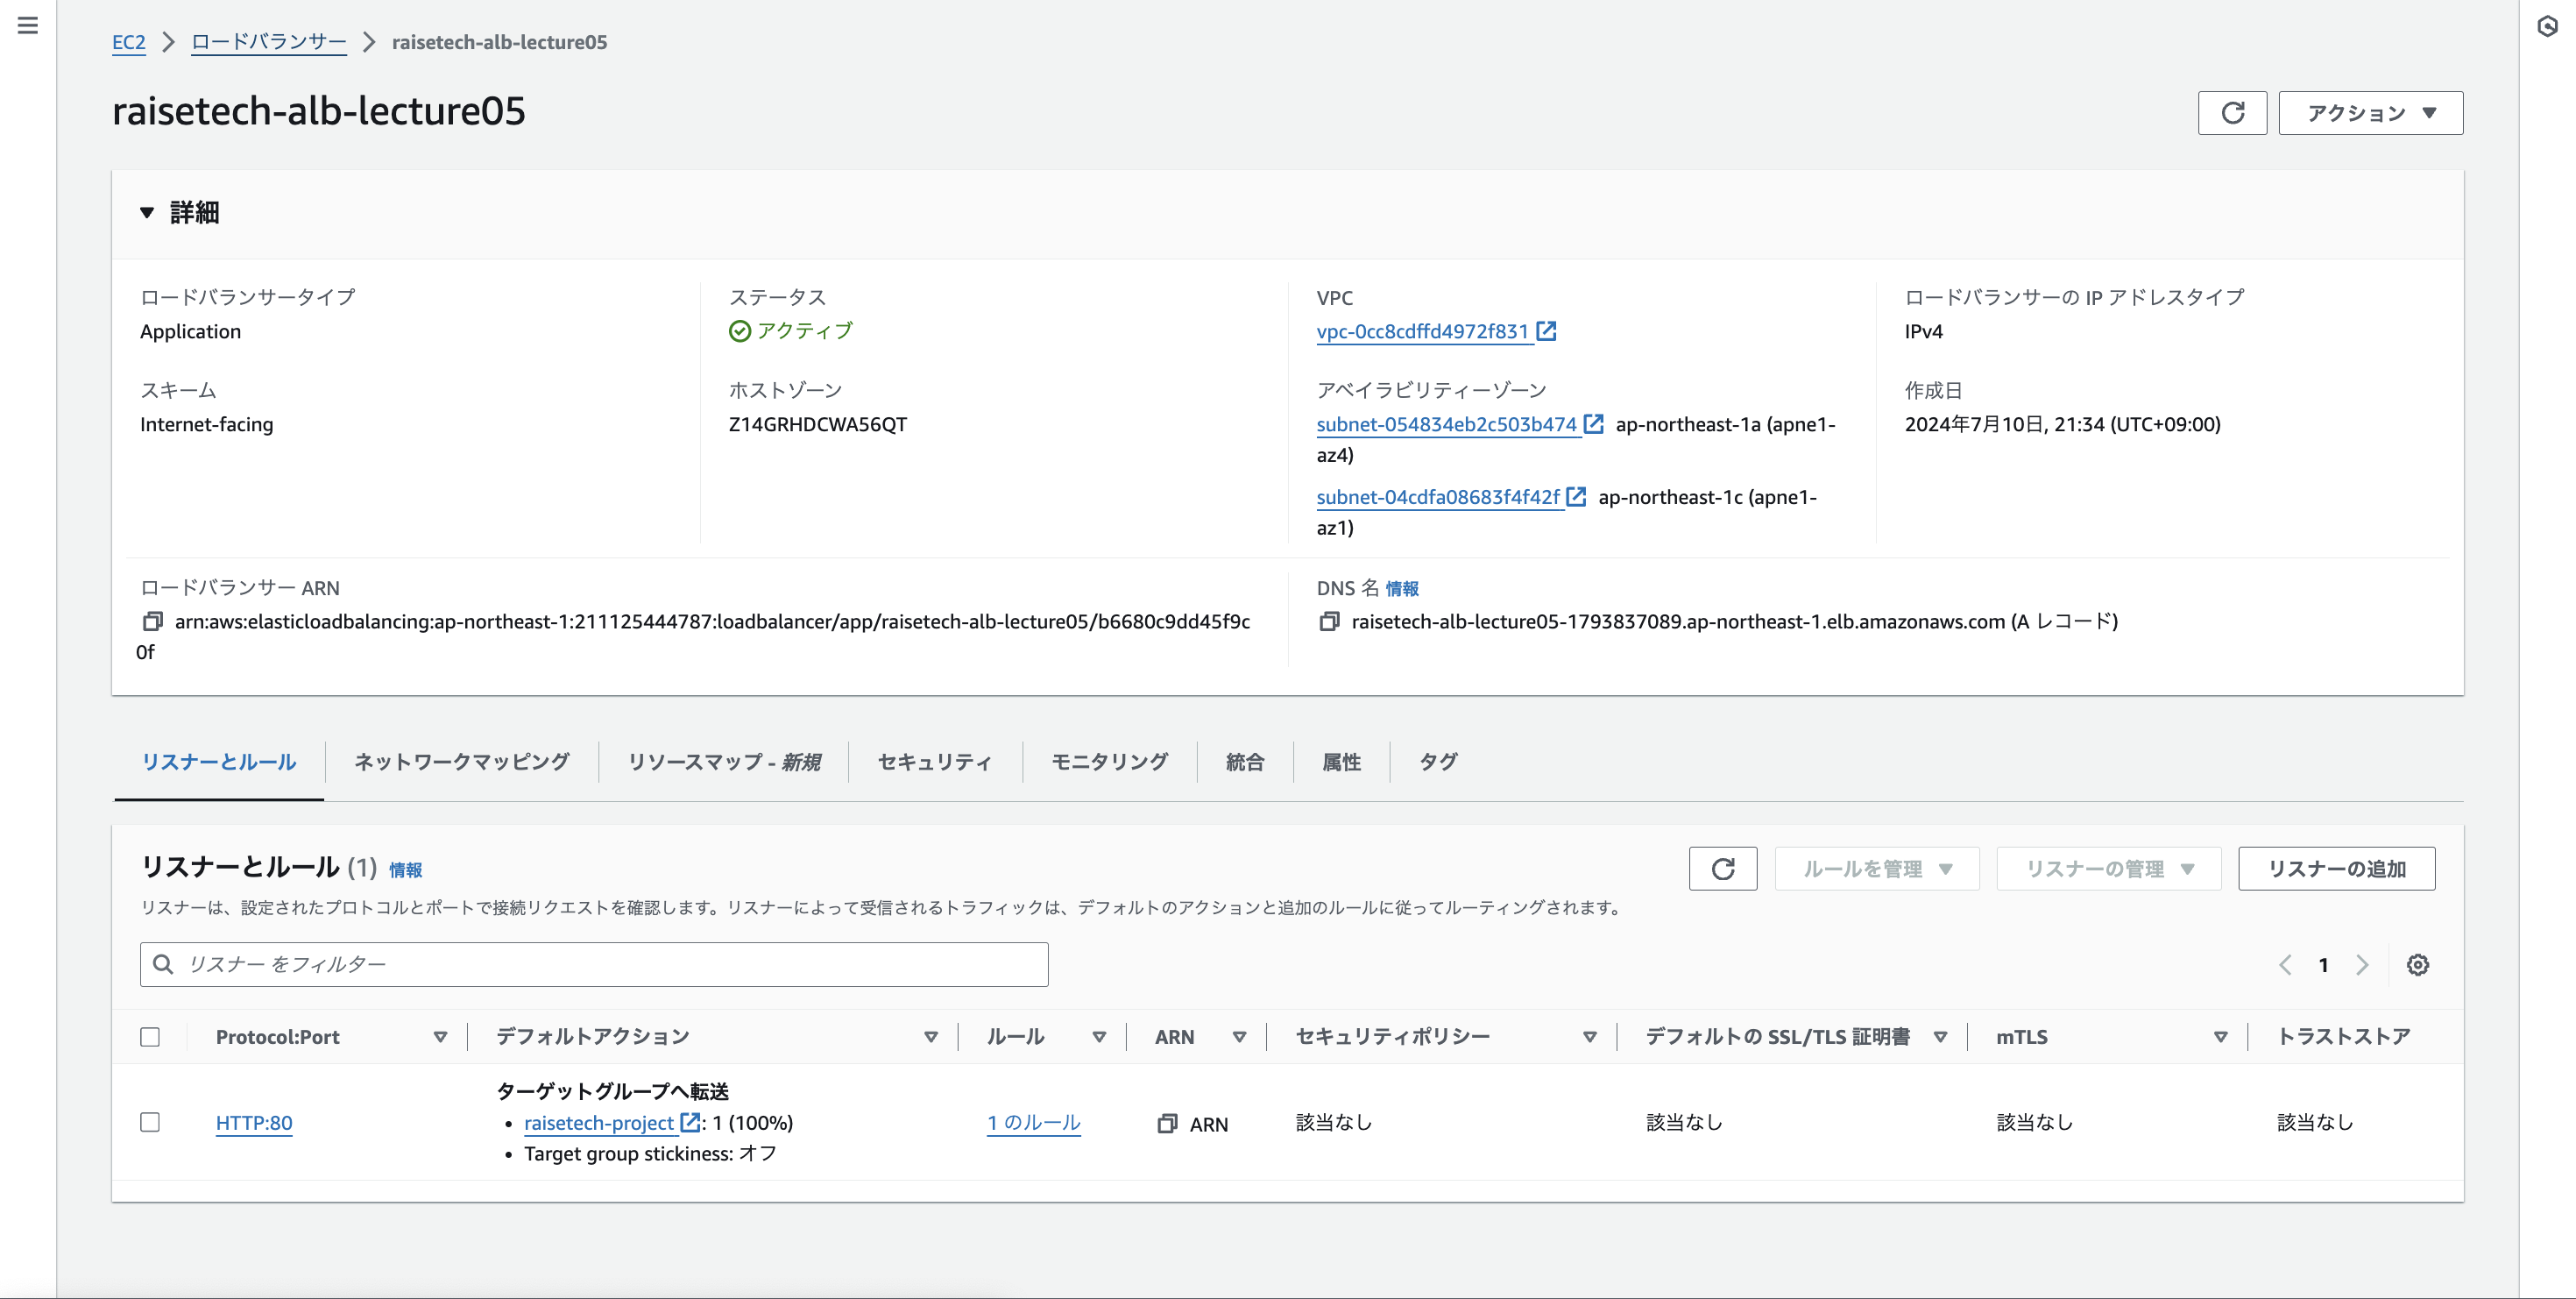 EC2 > ロードバランサー > raisetech-alb-lecture05
raisetech-alb-lecture05
アクション ▼
▼ 詳細
ロードバランサータイプ
Application
ステータス
アクティブ
VPC
vpc-0cc8cdffd4972f831
ロードバランサーの IP アドレスタイプ
IPv4
スキーム
Internet-facing
ホストゾーン
Z14GRHDCWA56QT
アベイラビリティーゾーン
subnet-054834eb2c503b474 ap-northeast-1a (apne1-
az4)
subnet-04cdfa08683f4f42f ap-northeast-1c (apne1-
az1)
作成日
2024年7月10日, 21:34 (UTC+09:00)
ロードバランサー ARN
arn:aws:elasticloadbalancing:ap-northeast-1:211125444787:loadbalancer/app/raisetech-alb-lecture05/b6680c9dd45f9c
0f
DNS 名 情報
raisetech-alb-lecture05-1793837089.ap-northeast-1.elb.amazonaws.com (A レコード)
リスナーとルール ネットワークマッピング リソースマップ - 新規 セキュリティ モニタリング 統合 属性 タグ
リスナーとルール (1) 情報
ルールを管理 ▼ リスナーの管理 ▼ リスナーの追加
リスナーは、設定されたプロトコルとポートで接続リクエストを確認します。リスナーによって受信されるトラフィックは、デフォルトのアクションと追加のルールに従ってルーティングされます。
リスナー をフィルター
1
Protocol:Port デフォルトアクション ルール ARN セキュリティポリシー デフォルトの SSL/TLS 証明書 mTLS トラストストア
HTTP:80
ターゲットグループへ転送
• raisetech-project : 1 (100%)
• Target group stickiness: オフ
1 のルール ARN 該当なし 該当なし 該当なし 該当なし